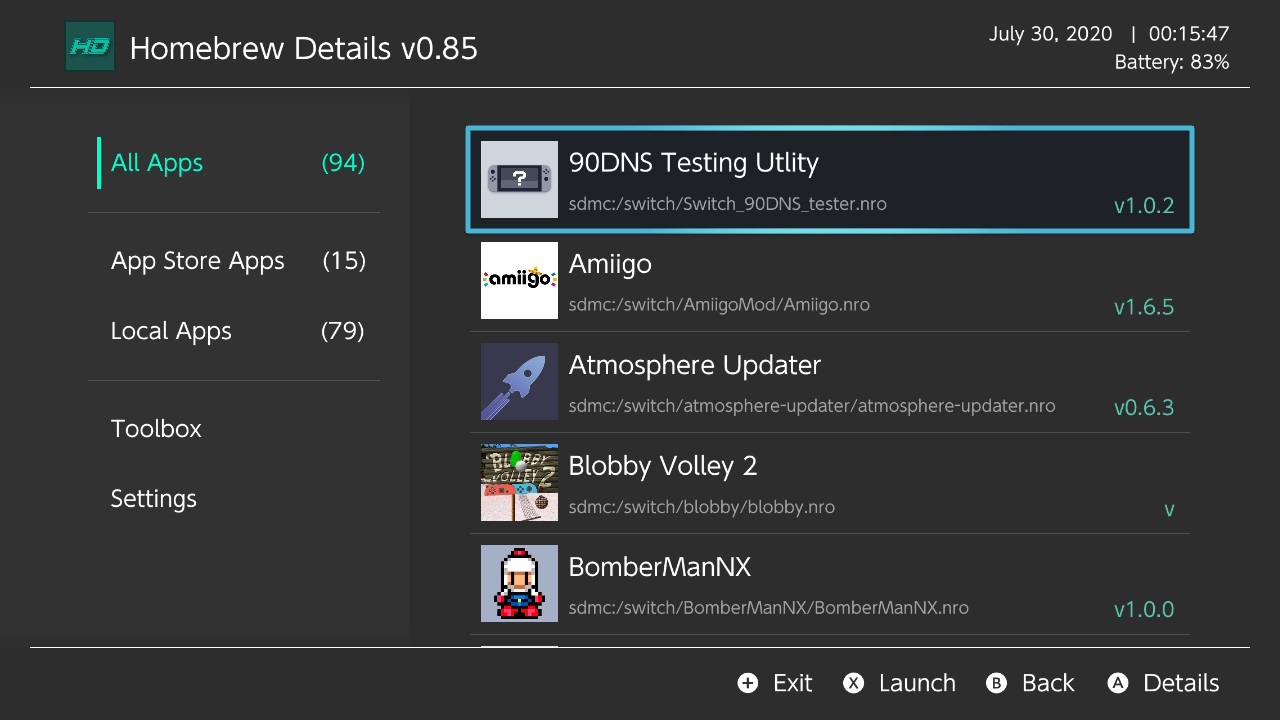 HD
Homebrew Details v0.85
July 30, 2020 | 00:15:47
Battery: 83%
All Apps (94)
App Store Apps (15)
Local Apps (79)
Toolbox
Settings
?
90DNS Testing Utlity
sdmc:/switch/Switch_90DNS_tester.nro
v1.0.2
amiigo
Amiigo
sdmc:/switch/AmiigoMod/Amiigo.nro
v1.6.5
Atmosphere Updater
sdmc:/switch/atmosphere-updater/atmosphere-updater.nro
v0.6.3
BLOBBY
VOLLEY 2
Blobby Volley 2
sdmc:/switch/blobby/blobby.nro
v
BomberManNX
sdmc:/switch/BomberManNX/BomberManNX.nro
v1.0.0
+ Exit X Launch B Back A Details